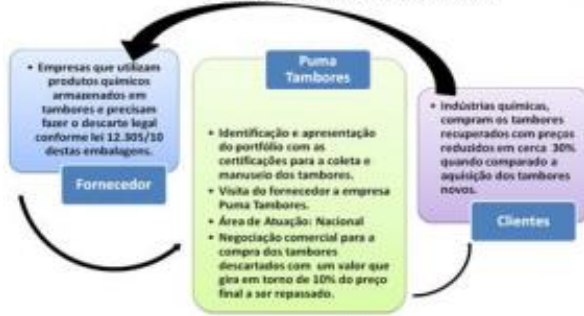 • Empresas que utilizam
produtos químicos
armazenados em
tambores e precisam
fazer o descarte legal
conforme lei 12.305/10
destas embalagens.
Fornecedor
Puma
Tambores
• Identificação e apresentação
do portfólio com as
certificações para a coleta e
manuseio dos tambores.
• Visita do fornecedor a empresa
Puma Tambores.
• Área de Atuação: Nacional
• Negociação comercial para a
compra dos tambores
descartados com um valor que
gira em torno de 10% do preço
final a ser repassado.
• Indústrias químicas,
compram os tambores
recuperados com preços
reduzidos em cerca 30%
quando comparado a
aquisição dos tambores
novos.
Clientes